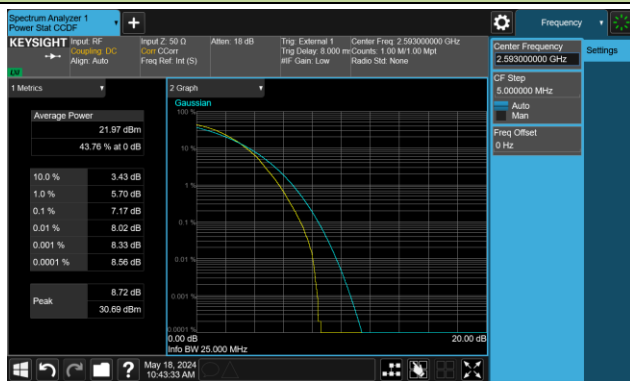 Spectrum Analyzer 1
Power Stat CCDF
Frequency
KEYSIGHT
Input: RF
Coupling: DC
Align: Auto
Input Z: 50 Ω
Corr CCorr
Freq Ref: Int (S)
Atten: 18 dB
Trig: External 1
Trig Delay: 8.000 m
#IF Gain: Low
Center Freq: 2.593000000 GHz
Counts: 1.00 M/1.00 Mpt
Radio Std: None
LW
Center Frequency
2.593000000 GHz
Settings
CF Step
5.000000 MHz
Auto
Man
Freq Offset
0 Hz
1 Metrics
Average Power
21.97 dBm
43.76 % at 0 dB
10.0 % 3.43 dB
1.0 % 5.70 dB
0.1 % 7.17 dB
0.01 % 8.02 dB
0.001 % 8.33 dB
0.0001 % 8.56 dB
Peak
8.72 dB
30.69 dBm
2 Graph
Gaussian
100 %
10 %
1 %
0.1 %
0.01 %
0.001 %
0.0001 %
0.00 dB
20.00 dB
Info BW 25.000 MHz
?
May 18, 2024
10:43:33 AM